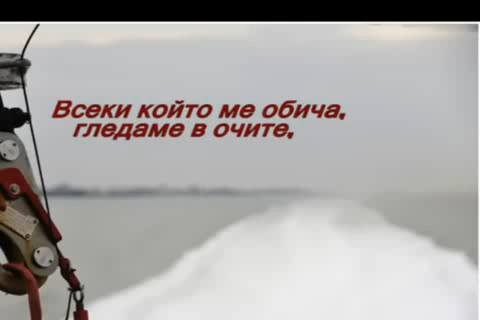 Всеки който ме обича,
гледаме в очите,